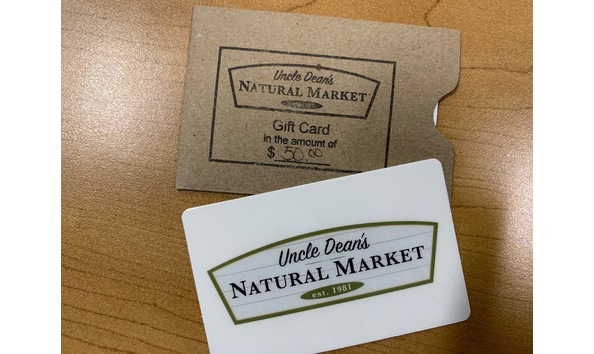 Uncle Dean's
NATURAL MARKET
Gift Card
in the amount of
$ 50.00
Uncle Dean's
NATURAL MARKET
est. 1981